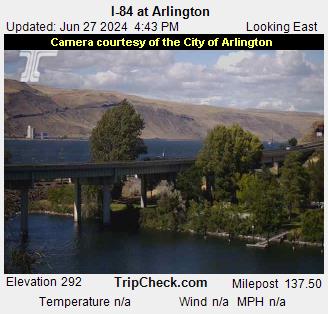 I-84 at Arlington
Updated: Jun 27 2024 4:43 PM Looking East
Camera courtesy of the City of Arlington
Elevation 292 TripCheck.com Milepost 137.50
Temperature n/a Wind n/a MPH n/a